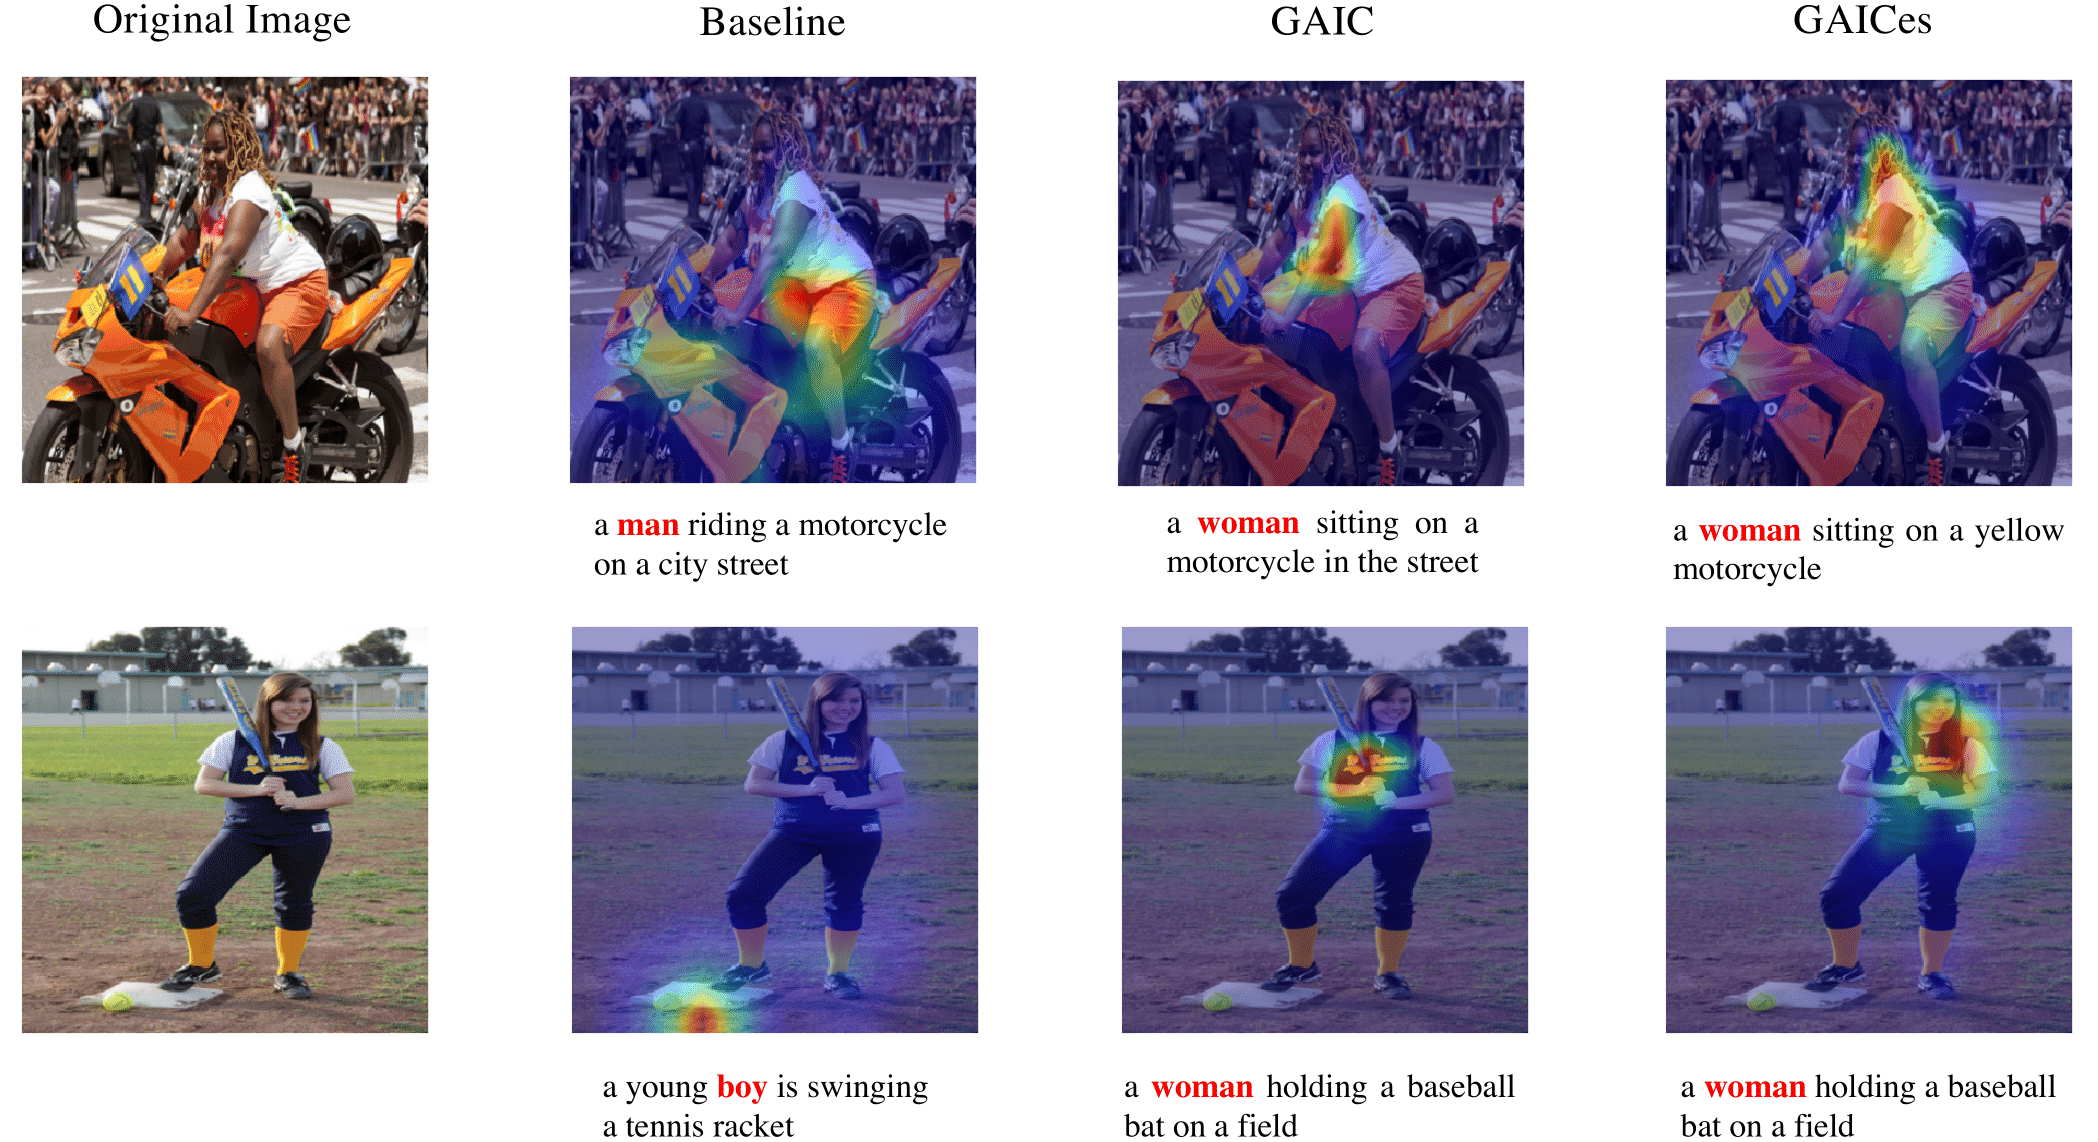 Original Image
Baseline
GAIC
GAICes
a man riding a motorcycle
on a city street
a woman sitting on a
motorcycle in the street
a woman sitting on a yellow
motorcycle
a young boy is swinging
a tennis racket
a woman holding a baseball
bat on a field
a woman holding a baseball
bat on a field